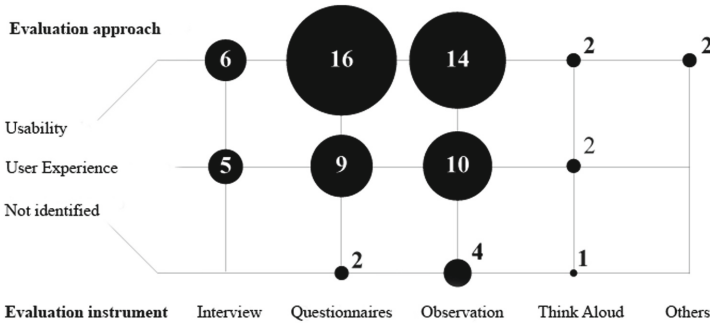 Evaluation approach
6 16 14 2 2
Usability
User Experience
5 9 10 2
Not identified
2 4 1
Evaluation instrument Interview Questionnaires Observation Think Aloud Others